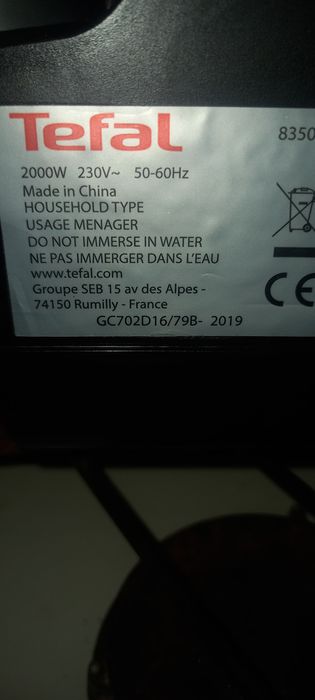 Tefal
8350
2000W 230V~ 50-60Hz
Made in China
HOUSEHOLD TYPE
USAGE MENAGER
DO NOT IMMERSE IN WATER
NE PAS IMMERGER DANS L'EAU
www.tefal.com
Groupe SEB 15 av des Alpes -
74150 Rumilly - France
CE
GC702D16/79B- 2019